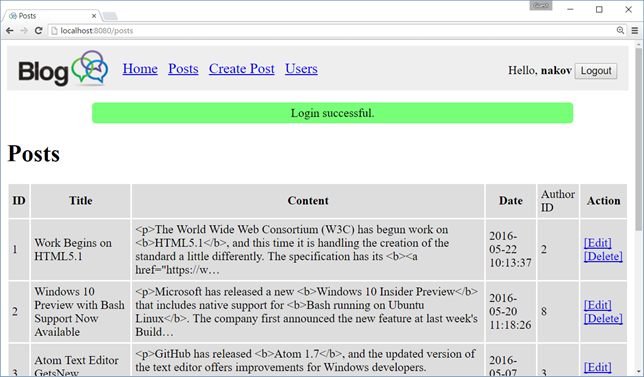 Posts
Guest
localhost:8080/posts
Blog
Home Posts Create Post Users
Hello, nakov Logout
Login successful.
Posts
ID Title Content Date Author ID Action
1
Work Begins on
HTML5.1
<p>The World Wide Web Consortium (W3C) has begun work on
<b>HTML5.1</b>, and this time it is handling the creation of the
standard a little differently. The specification has its <b><a
href="https://w…
2016-
05-22
10:13:37
2
[Edit]
[Delete]
2
Windows 10
Preview with Bash
Support Now
Available
<p>Microsoft has released a new <b>Windows 10 Insider Preview</b>
that includes native support for <b>Bash running on Ubuntu
Linux</b>. The company first announced the new feature at last week's
Build…
2016-
05-20
11:18:26
8
[Edit]
[Delete]
3
Atom Text Editor
GetsNew
<p>GitHub has released <b>Atom 1.7</b>, and the updated version of
the text editor offers improvements for Windows developers.
2016-
05-07
3
[Edit]